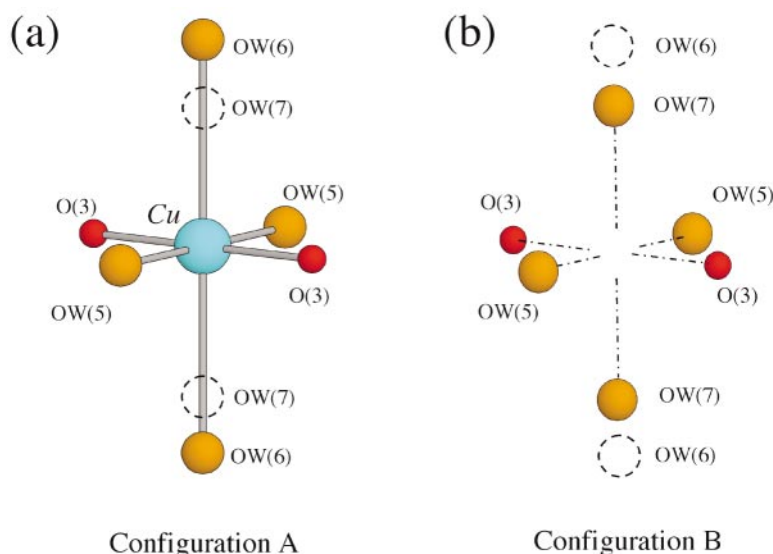 (a)
OW(6)
OW(7)
O(3)
Cu
OW(5)
OW(5)
O(3)
OW(7)
OW(6)
Configuration A
(b)
OW(6)
OW(7)
O(3)
OW(5)
OW(5)
O(3)
OW(7)
OW(6)
Configuration B